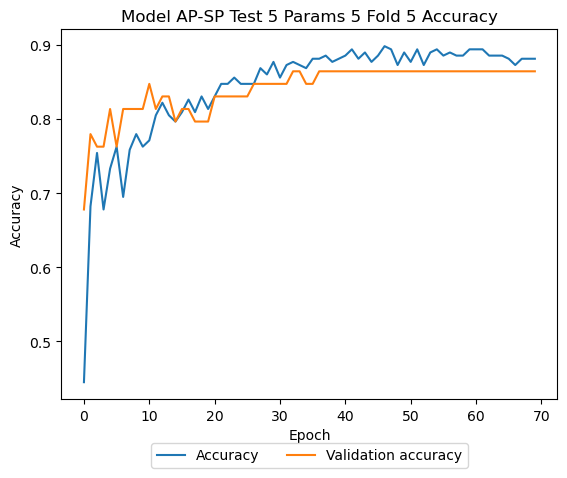 Model AP-SP Test 5 Params 5 Fold 5 Accuracy
0.9
0.8
0.7
0.6
0.5
Accuracy
0 10 20 30 40 50 60 70
Epoch
Accuracy Validation accuracy